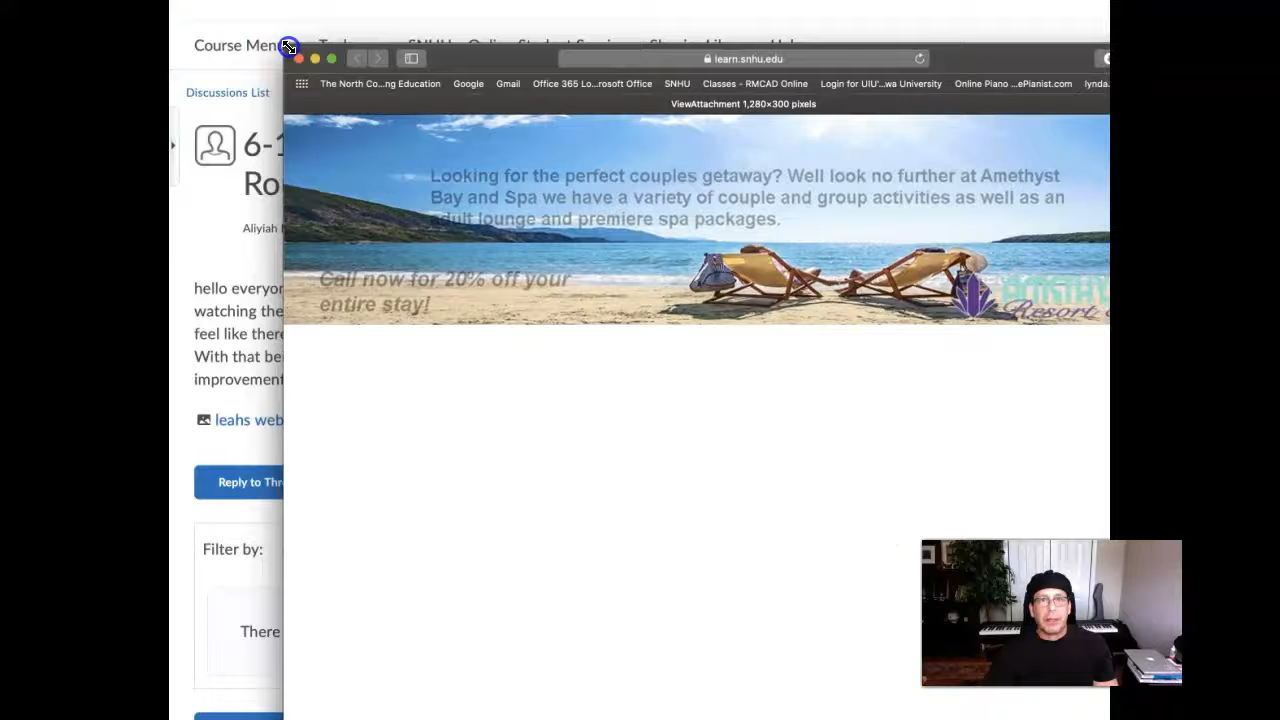 Course Men
learn.snhu.edu
The North Co...ng Education Google Gmail Office 365 Lo...rosoft Office SNHU Classes - RMCAD Online Login for UIU'...wa University Online Piano ...ePianist.com lynda.
ViewAttachment 1,280×300 pixels
Discussions List
6-1
Ro
Aliyiah
Looking for the perfect couples getaway? Well look no further at Amethyst
Bay and Spa we have a variety of couple and group activities as well as an
adult lounge and premiere spa packages.
Call now for 20% off your
entire stay!
Resort
hello everyon
watching the
feel like there
With that be
improvement
leahs web
Reply to Thr
Filter by:
There